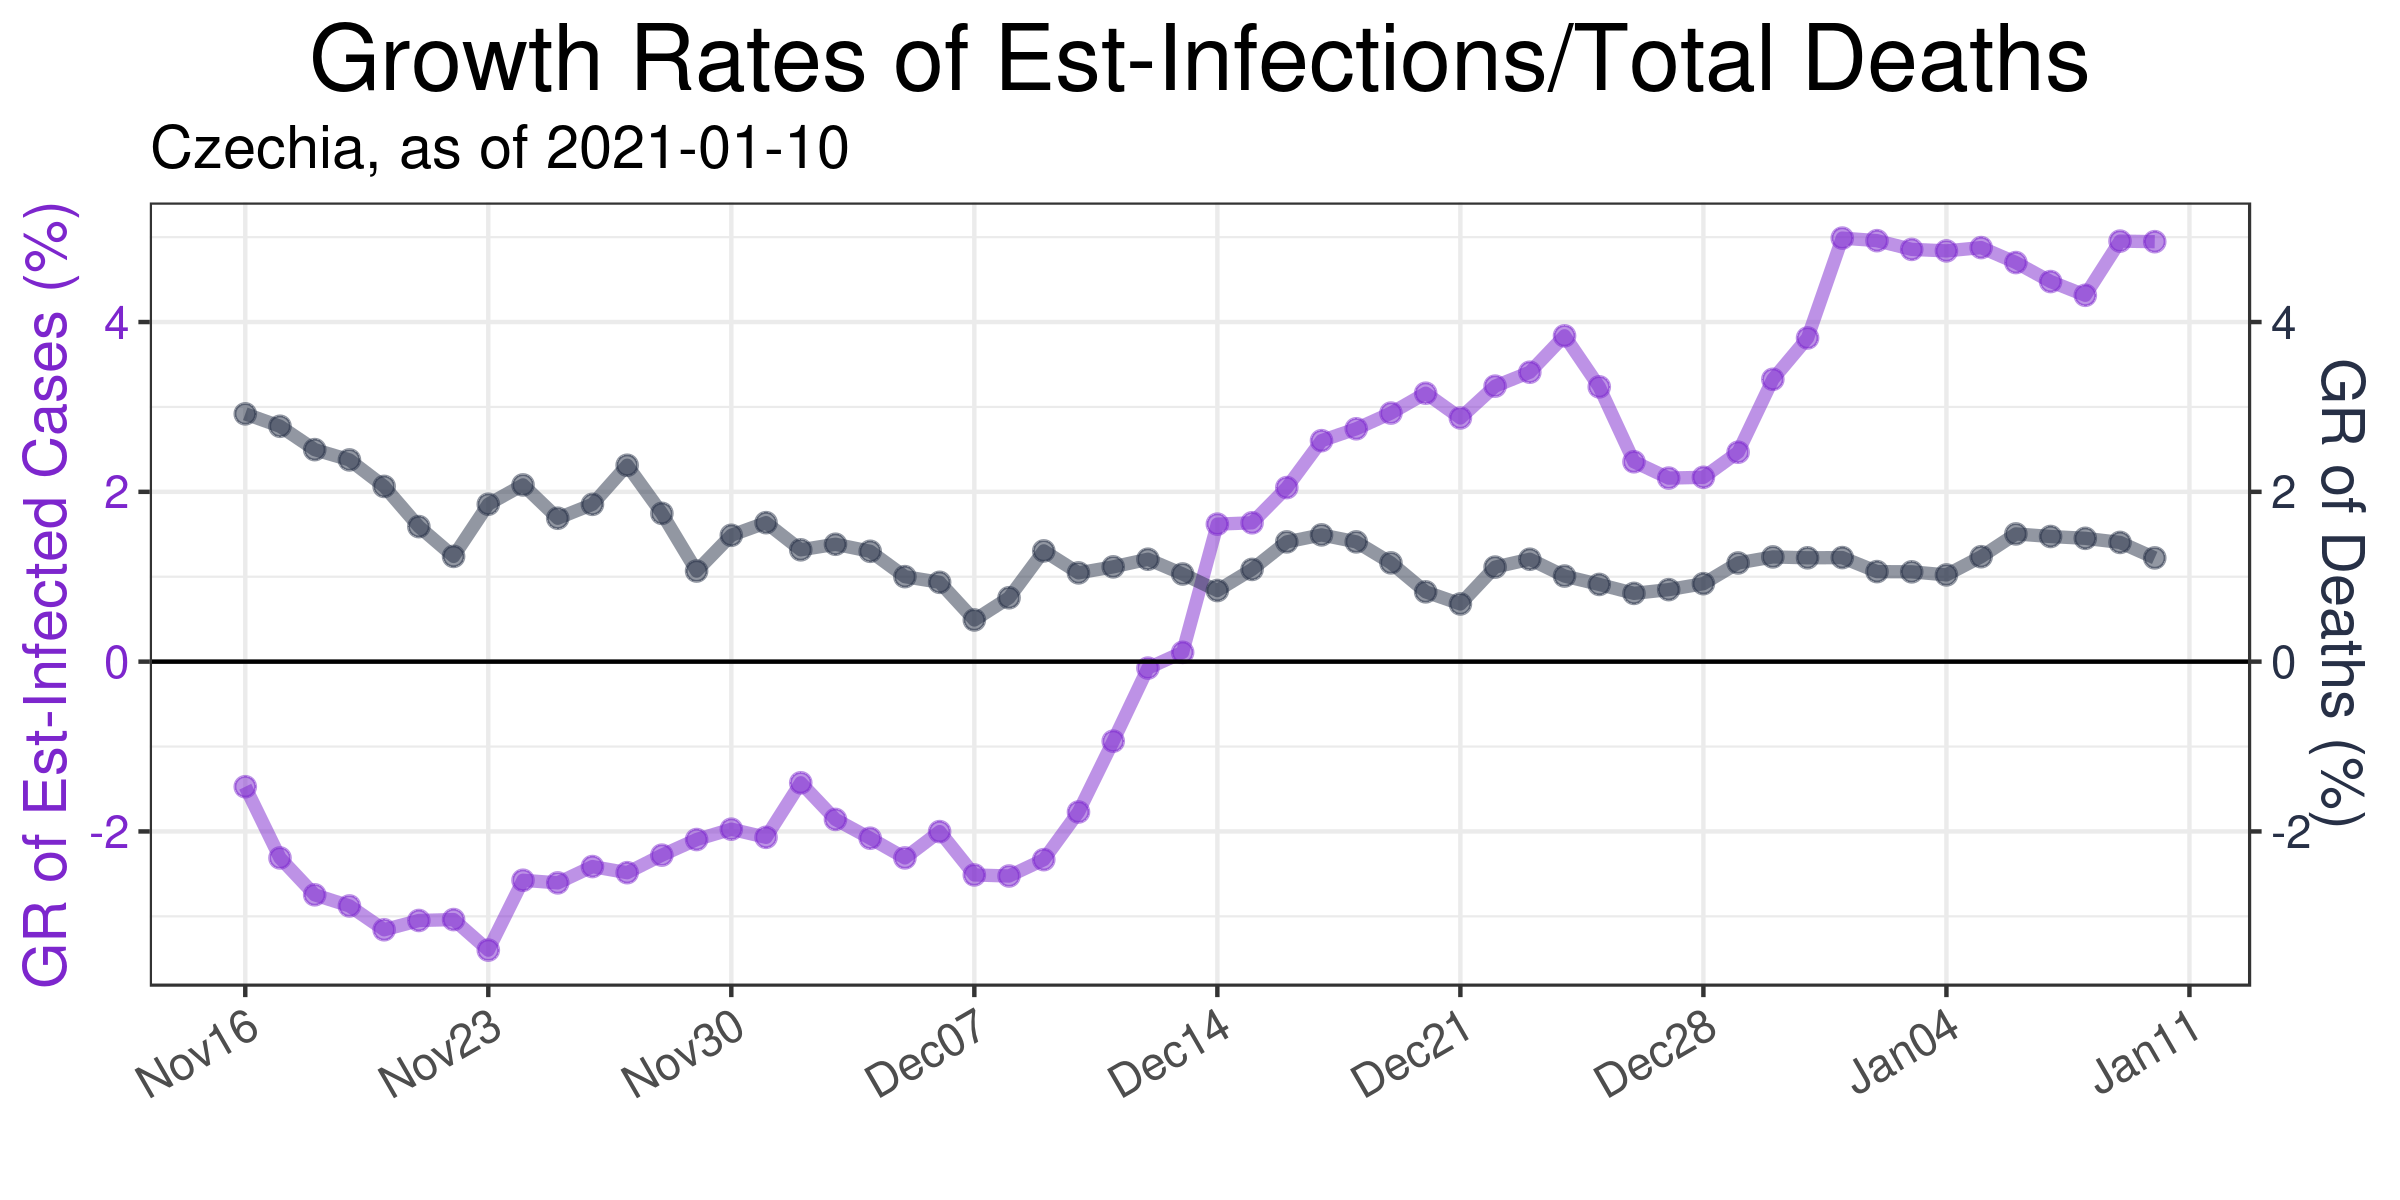 Growth Rates of Est-Infections/Total Deaths
Czechia, as of 2021-01-10
GR of Est-Infected Cases (%)
4
2
0
-2
4
2
0
-2
GR of Deaths (%)
Nov16
Nov23
Nov30
Dec07
Dec14
Dec21
Dec28
Jan04
Jan11